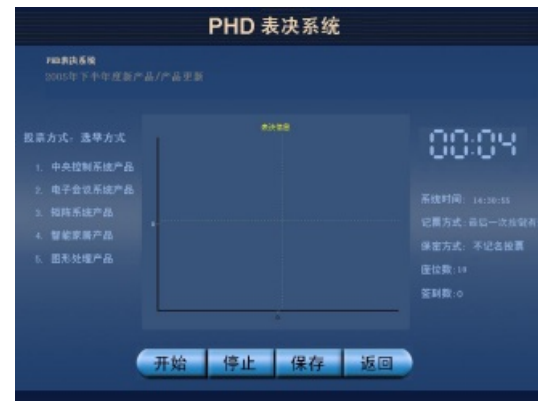 PHD 表决系统
PHD表决系统
2005年下半年度新产品/产品更新
投票方式：选举方式
1. 中央控制系统产品
2. 电子会议系统产品
3. 矩阵系统产品
4. 智能家居产品
5. 图形处理产品
表决信息
0
0
00:04
系统时间: 14:30:55
记票方式:最后一次按键有
保密方式: 不记名投票
座位数:19
签到数:0
开始 停止 保存 返回